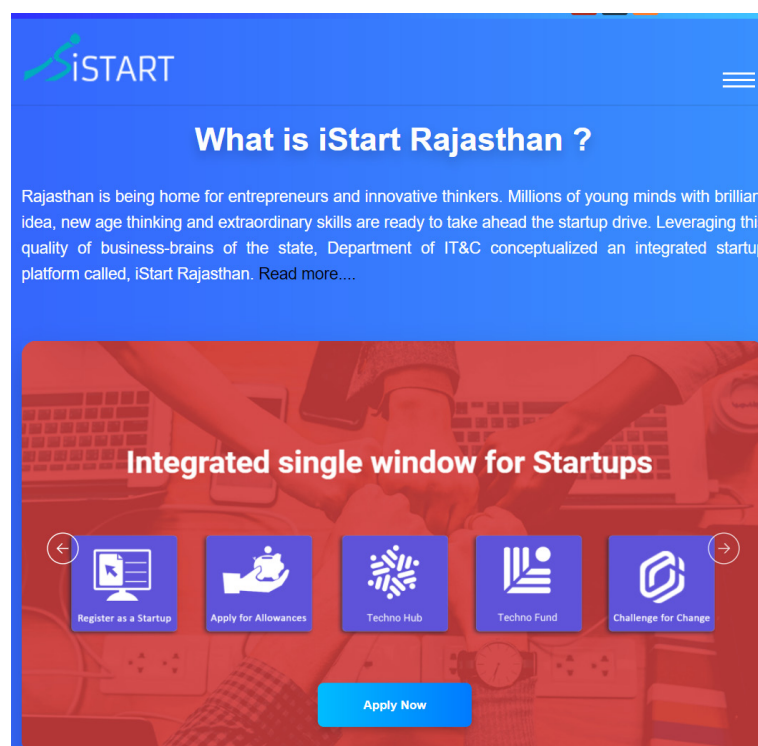 iSTART
What is iStart Rajasthan ?
Rajasthan is being home for entrepreneurs and innovative thinkers. Millions of young minds with brillian
idea, new age thinking and extraordinary skills are ready to take ahead the startup drive. Leveraging thi
quality of business-brains of the state, Department of IT&C conceptualized an integrated startu
platform called, iStart Rajasthan. Read more....
Integrated single window for Startups
Register as a Startup
Apply for Allowances
Techno Hub
Techno Fund
Challenge for Change
Apply Now